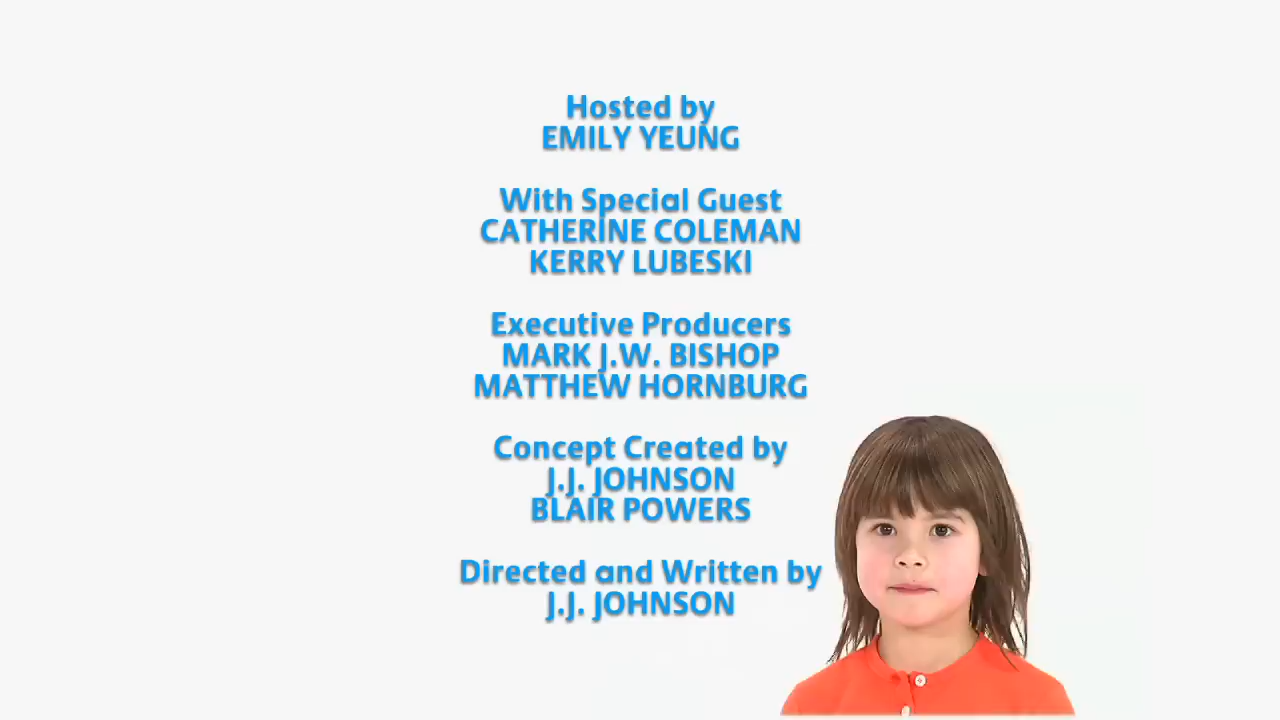 Hosted by
EMILY YEUNG
With Special Guest
CATHERINE COLEMAN
KERRY LUBESKI
Executive Producers
MARK J.W. BISHOP
MATTHEW HORNBURG
Concept Created by
J.J. JOHNSON
BLAIR POWERS
Directed and Written by
J.J. JOHNSON